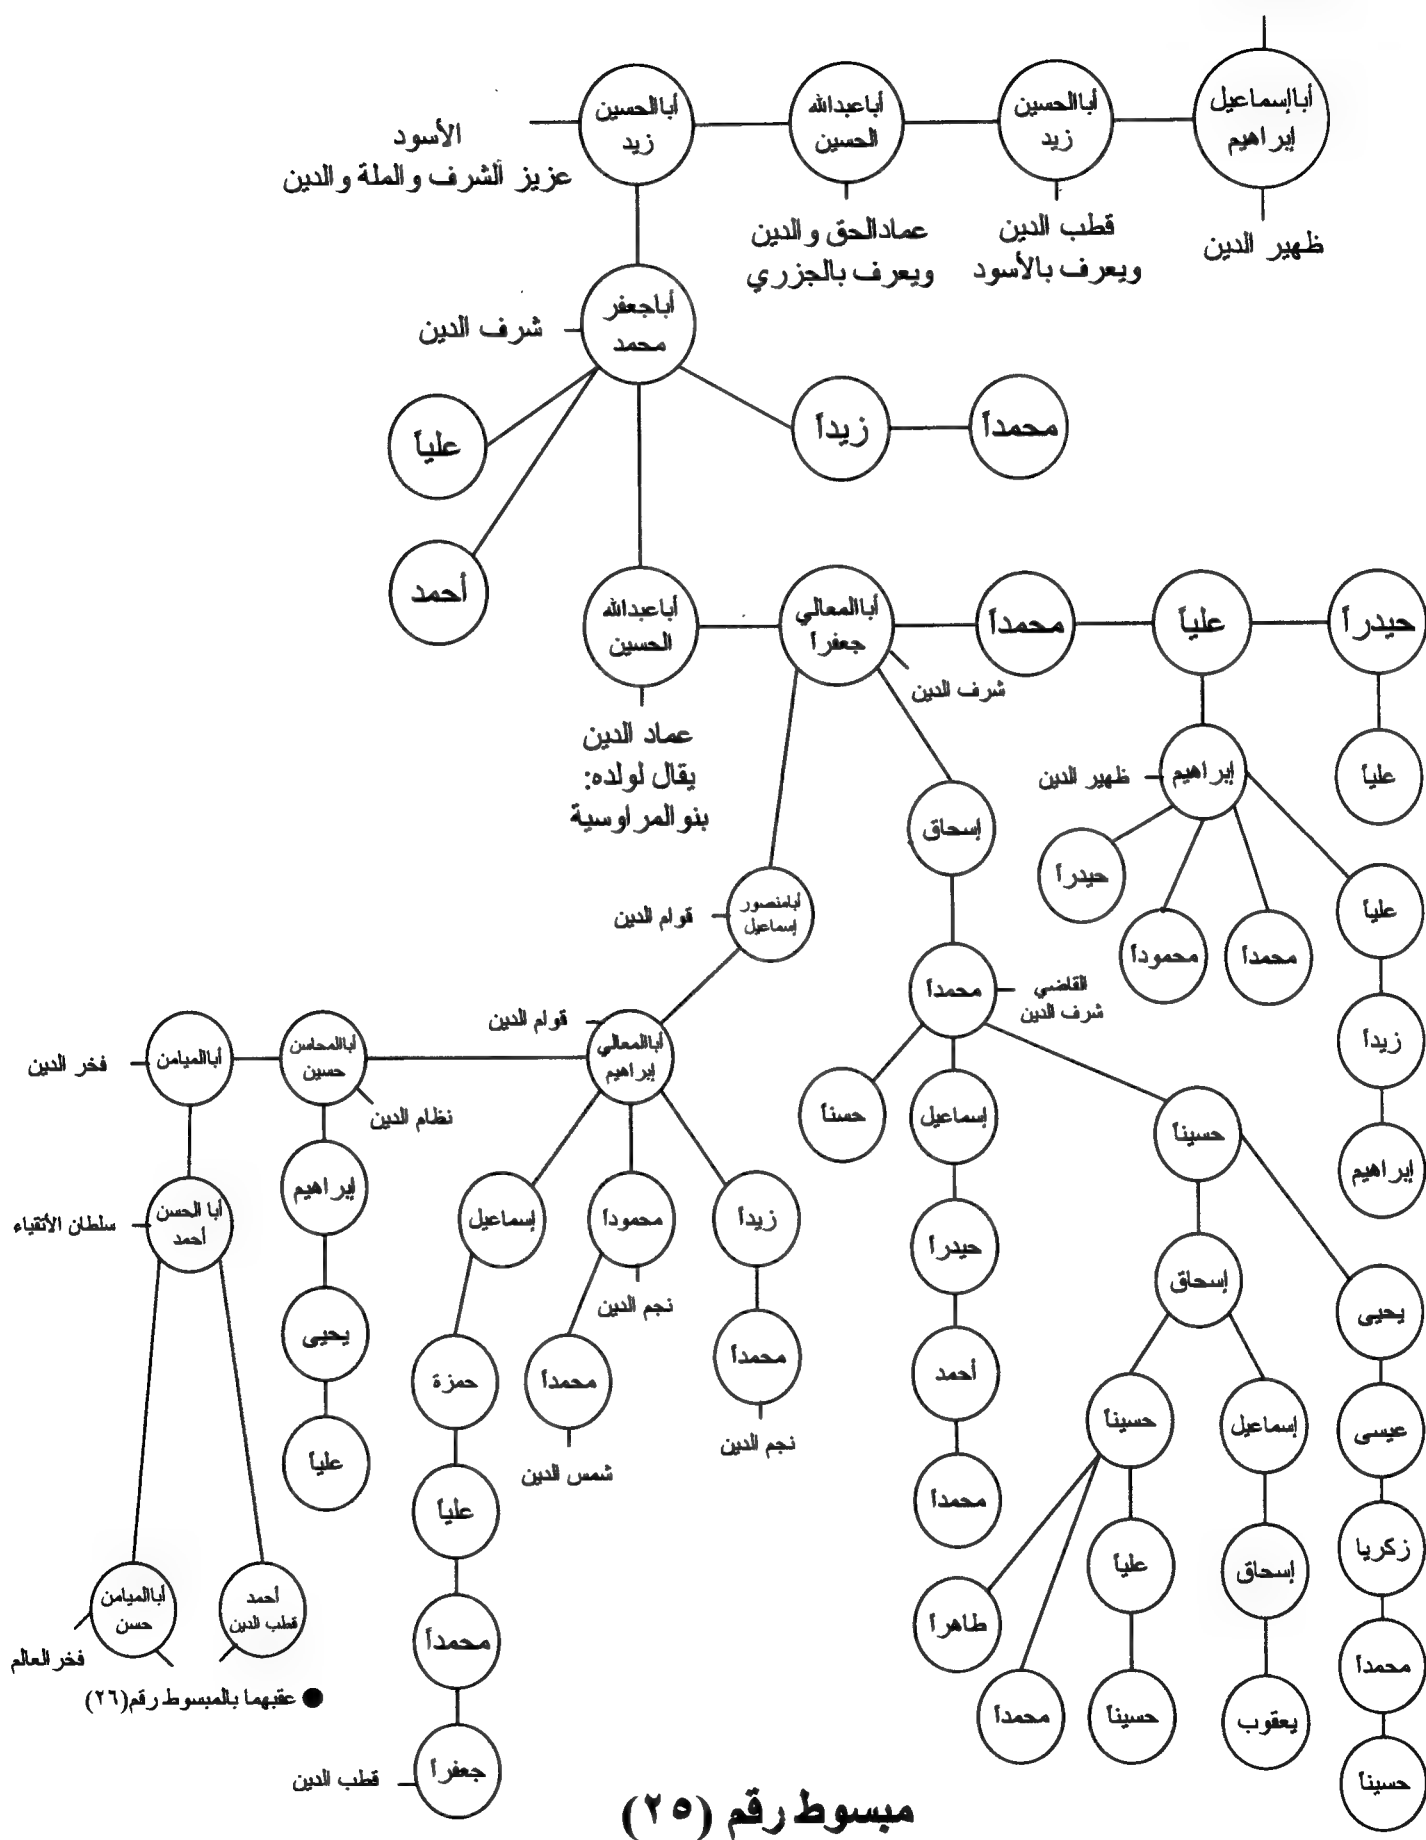 أباإسماعيل
إبراهيم
ظهير الدين
أباالحسين
زيد
قطب الدين
ويعرف بالأسود
أباعبدالله
الحسين
عمادالحق والدين
ويعرف بالجزري
أباالحسين
زيد
الأسود
عزيز الشرف والملة والدين
أباجعفر
محمد
شرف الدين
محمداً
زيداً
علياً
أحمد
حيدراً
علياً
محمداً
أباالمعالي
جعفراً
شرف الدين
أباعبدالله
الحسين
عماد الدين
يقال لولده:
بنوالمراوسية
علياً
إبراهيم
ظهير الدين
حيدراً
محموداً
محمداً
علياً
زيداً
إبراهيم
إسحاق
محمداً
القاضي
شرف الدين
حسناً
إسماعيل
حيدراً
أحمد
محمداً
حسيناً
يحيى
عيسى
زكريا
محمداً
حسيناً
إسحاق
إسماعيل
إسحاق
يعقوب
حسيناً
علياً
حسيناً
محمداً
طاهراً
أبامنصور
إسماعيل
قوام الدين
أباالمعالي
إبراهيم
قوام الدين
زيداً
محمداً
نجم الدين
محموداً
نجم الدين
محمداً
شمس الدين
إسماعيل
حمزة
علياً
محمداً
جعفراً
قطب الدين
أباالمحاسن
حسين
نظام الدين
إبراهيم
يحيى
علياً
أباالميامن
فخر الدين
أبا الحسن
أحمد
سلطان الأتقياء
أحمد
قطب الدين
أباالميامن
حسن
فخر العالم
● عقبهما بالمبسوط رقم(٢٦)
مبسوط رقم (٢٥)